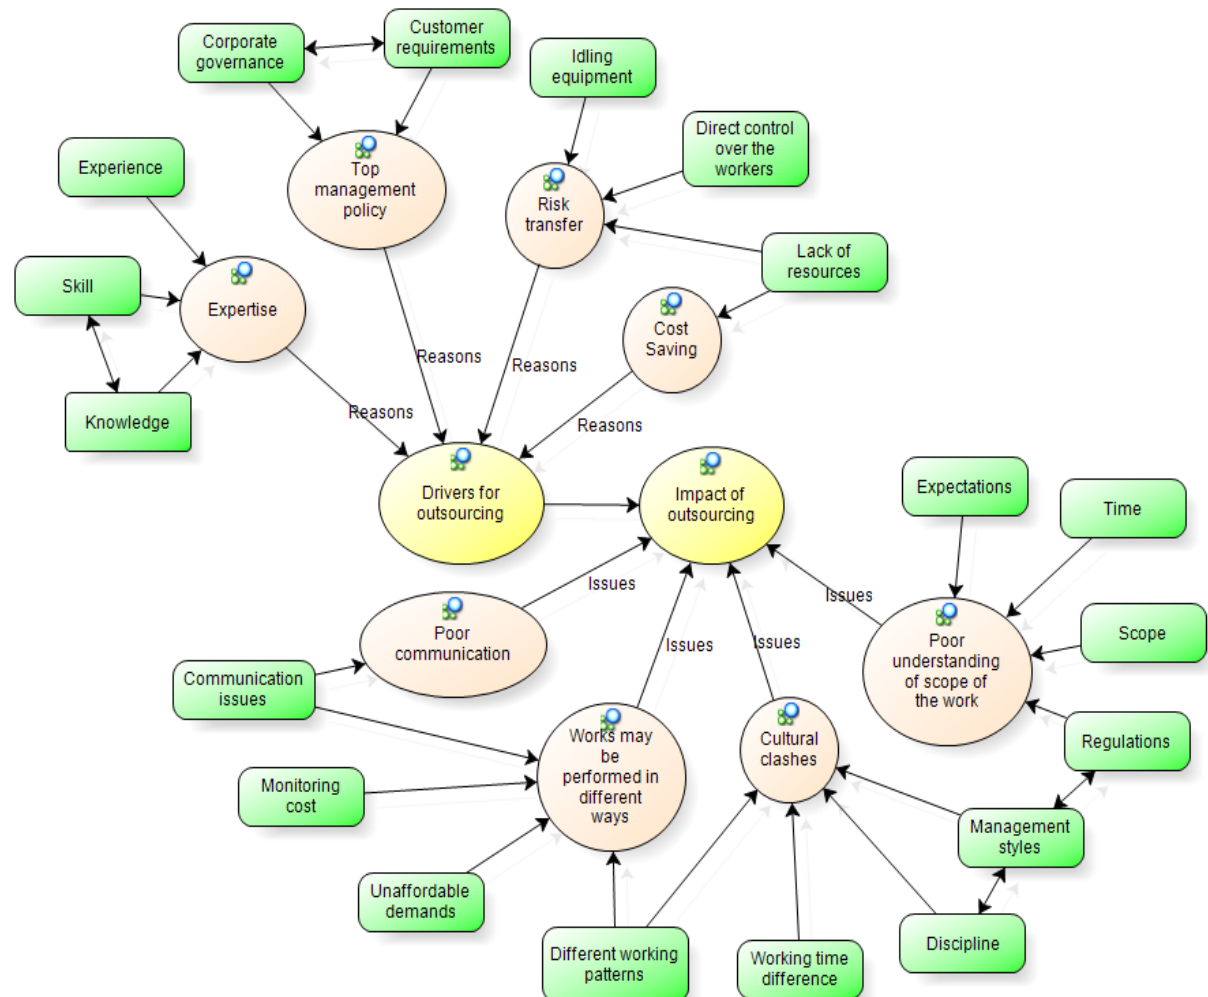 Corporate
governance
Customer
requirements
Idling
equipment
Direct control
over the
workers
Experience
Top
management
policy
Risk
transfer
Lack of
resources
Skill
Expertise
Cost
Saving
Knowledge
Reasons
Reasons
Reasons
Reasons
Drivers for
outsourcing
Impact of
outsourcing
Expectations
Time
Issues
Issues
Issues
Issues
Poor
communication
Poor
understanding
of scope of
the work
Scope
Communication
issues
Works may
be
performed in
different
ways
Cultural
clashes
Regulations
Monitoring
cost
Management
styles
Unaffordable
demands
Different working
patterns
Working time
difference
Discipline